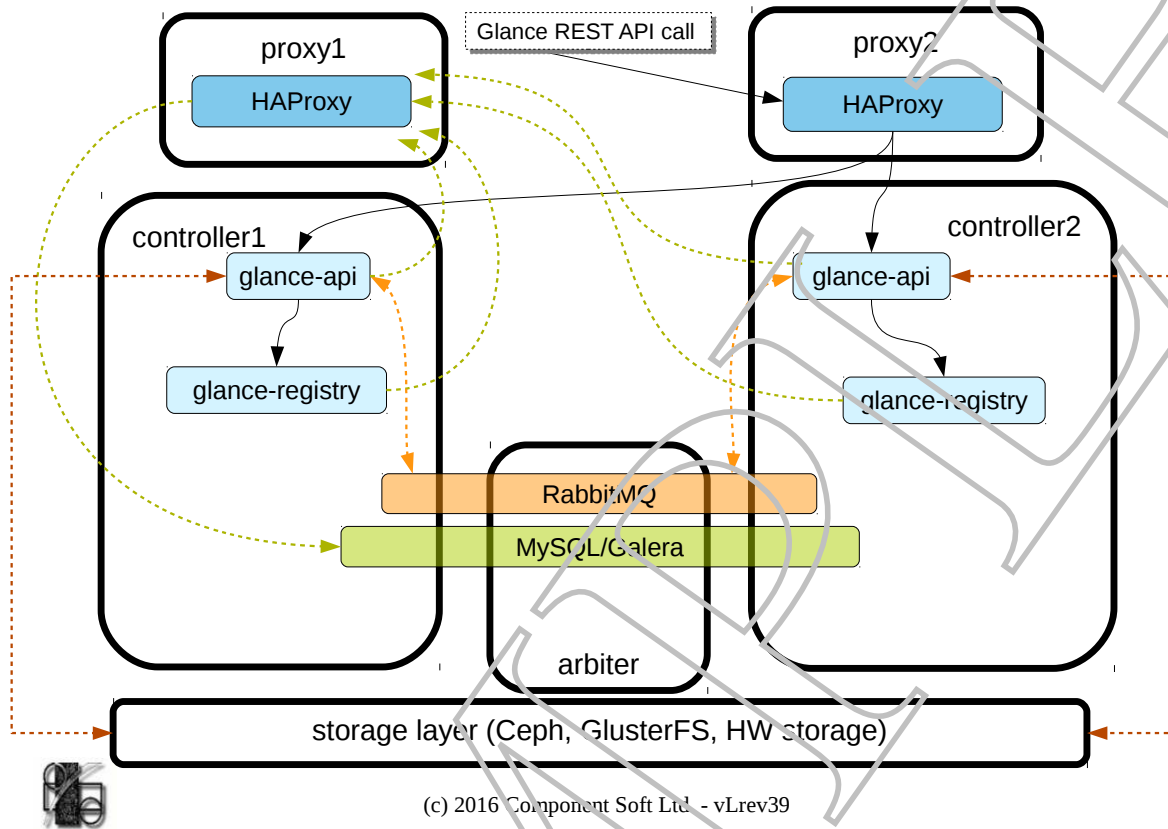 Glance REST API call
proxy1
proxy2
HAProxy
HAProxy
controller1
controller2
glance-api
glance-api
glance-registry
glance-registry
RabbitMQ
MySQL/Galera
arbiter
storage layer (Ceph, GlusterFS, HW storage)
(c) 2016 Component Soft Ltd. - vLrev39